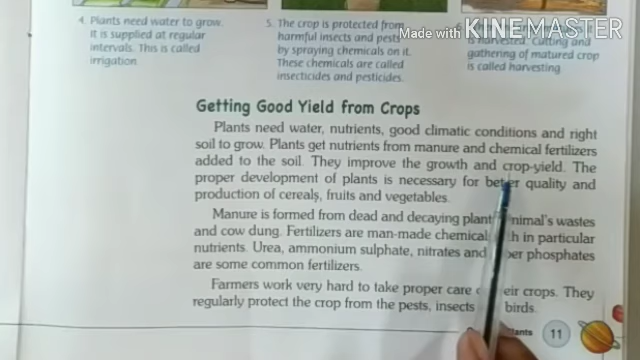 Made with KINEMASTER
4. Plants need water to grow.
It is supplied at regular
intervals. This is called
irrigation.
5. The crop is protected from
harmful insects and pests
by spraying chemicals on it.
These chemicals are called
insecticides and pesticides.
is harvested. Cutting and
gathering of matured crop
is called harvesting
Getting Good Yield from Crops
Plants need water, nutrients, good climatic conditions and right
soil to grow. Plants get nutrients from manure and chemical fertilizers
added to the soil. They improve the growth and crop-yield. The
proper development of plants is necessary for better quality and
production of cereals, fruits and vegetables.
Manure is formed from dead and decaying plant wastes
and cow dung. Fertilizers are man-made chemical in particular
nutrients. Urea, ammonium sulphate, nitrates and phosphates
are some common fertilizers.
Farmers work very hard to take proper care crops. They
regularly protect the crop from the pests, insects birds.
11